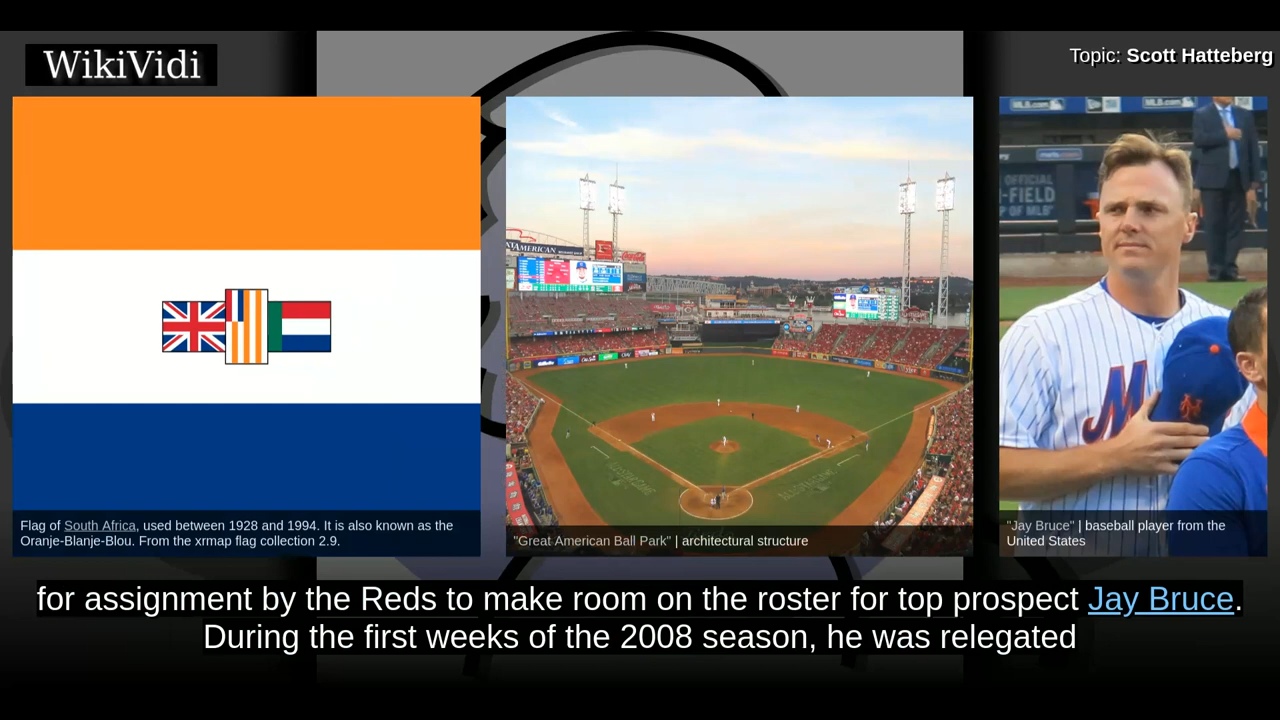 WikiVidi
Topic: Scott Hatteberg
Flag of South Africa, used between 1928 and 1994. It is also known as the
Oranje-Blanje-Blou. From the xrmap flag collection 2.9.
"Great American Ball Park" | architectural structure
"Jay Bruce" | baseball player from the
United States
for assignment by the Reds to make room on the roster for top prospect Jay Bruce.
During the first weeks of the 2008 season, he was relegated